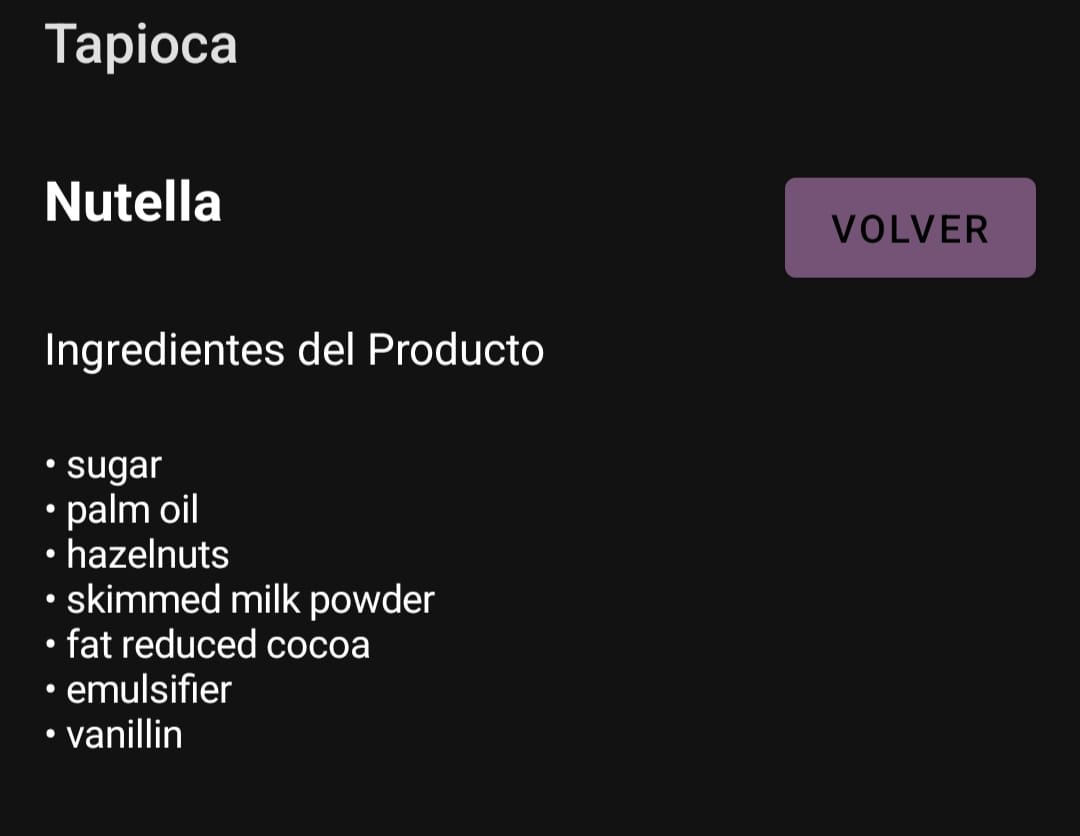 Tapioca
Nutella
VOLVER
Ingredientes del Producto
• sugar
• palm oil
• hazelnuts
• skimmed milk powder
• fat reduced cocoa
• emulsifier
• vanillin